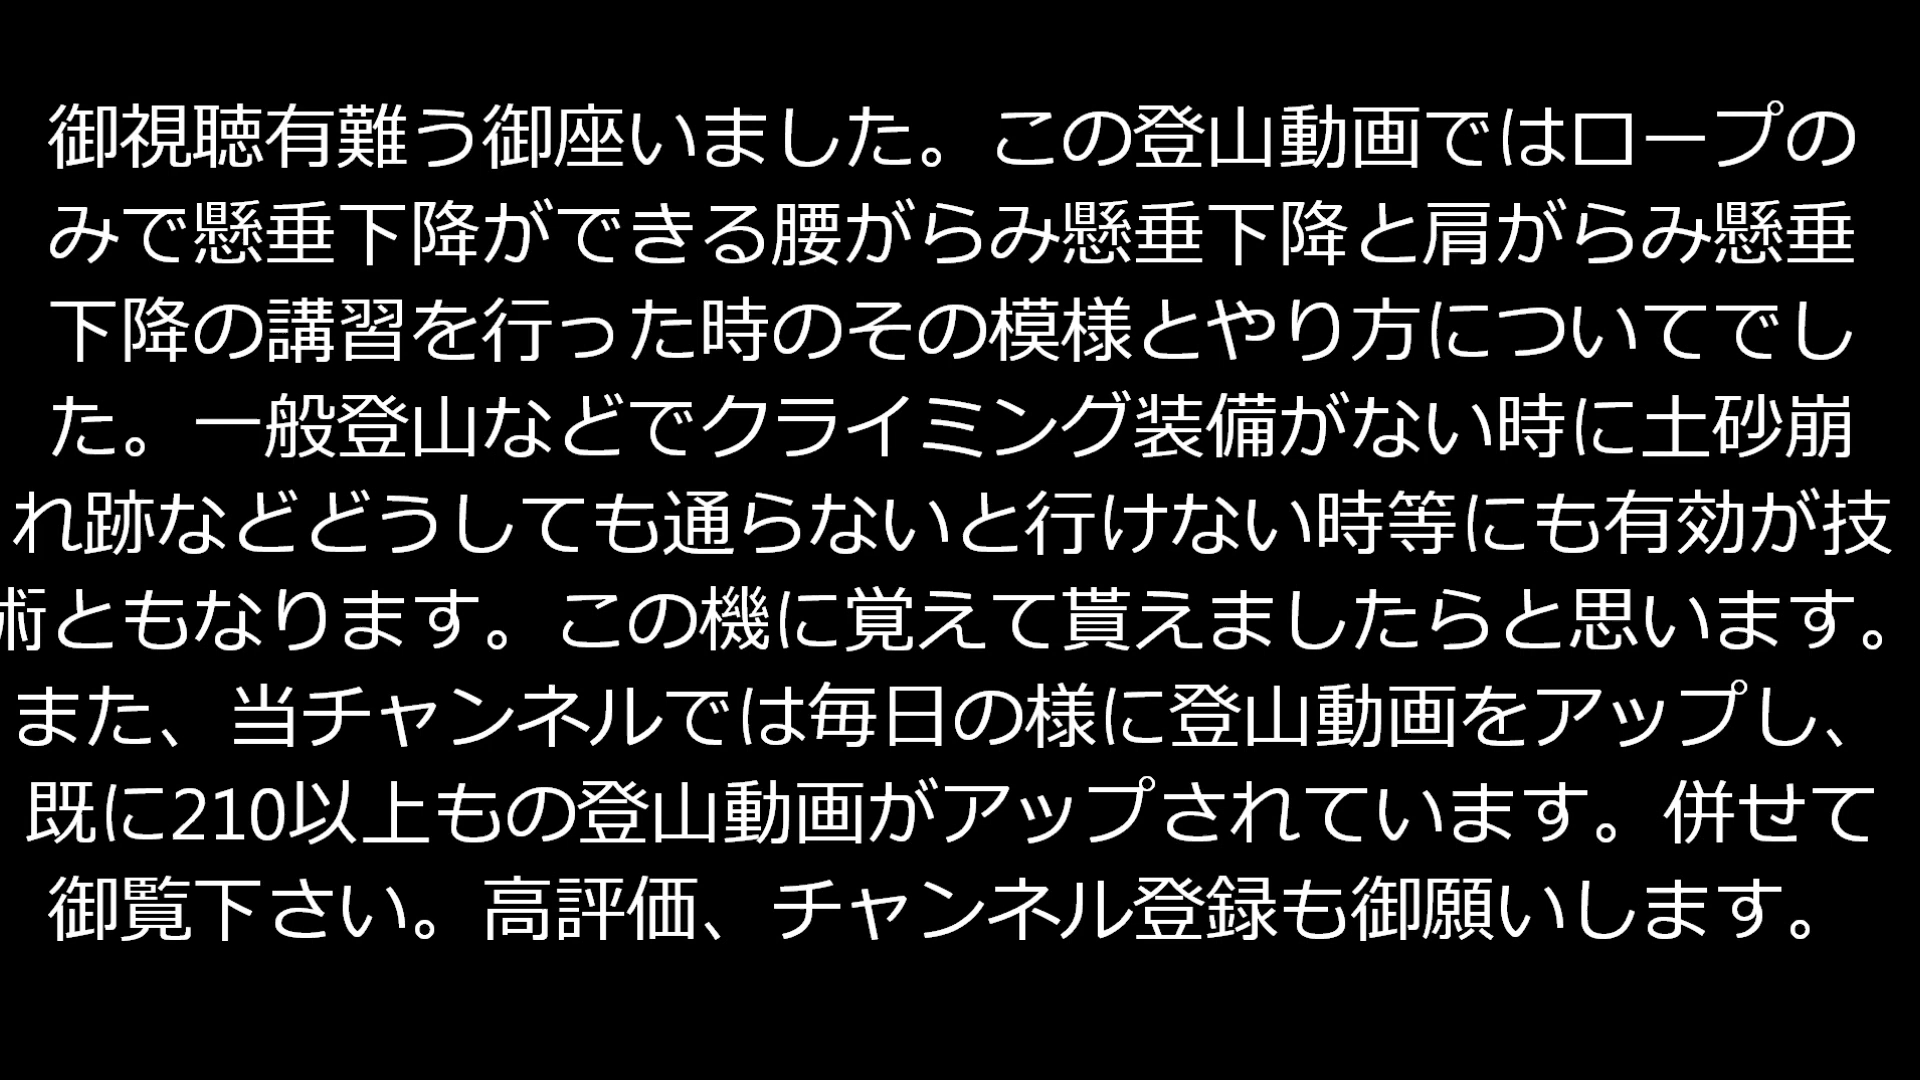 御視聴有難う御座いました。この登山動画ではロープの
みで懸垂下降ができる腰がらみ懸垂下降と肩がらみ懸垂
下降の講習を行った時のその模様とやり方についてでし
た。一般登山などでクライミング装備がない時に土砂崩
れ跡などどうしても通らないと行けない時等にも有効が技
術ともなります。この機に覚えて貰えましたらと思います。
また、当チャンネルでは毎日の様に登山動画をアップし、
既に210以上もの登山動画がアップされています。併せて
御覧下さい。高評価、チャンネル登録も御願いします。